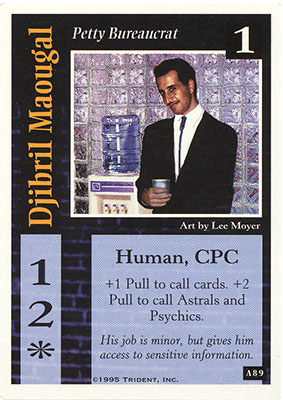 Petty Bureaucrat
1
Djibril Maougal
Art by Lee Moyer
1
2
*
Human, CPC
+1 Pull to call cards. +2
Pull to call Astrals and
Psychics.
His job is minor, but gives him
access to sensitive information.
©1995 TRIDENT, INC.
A89